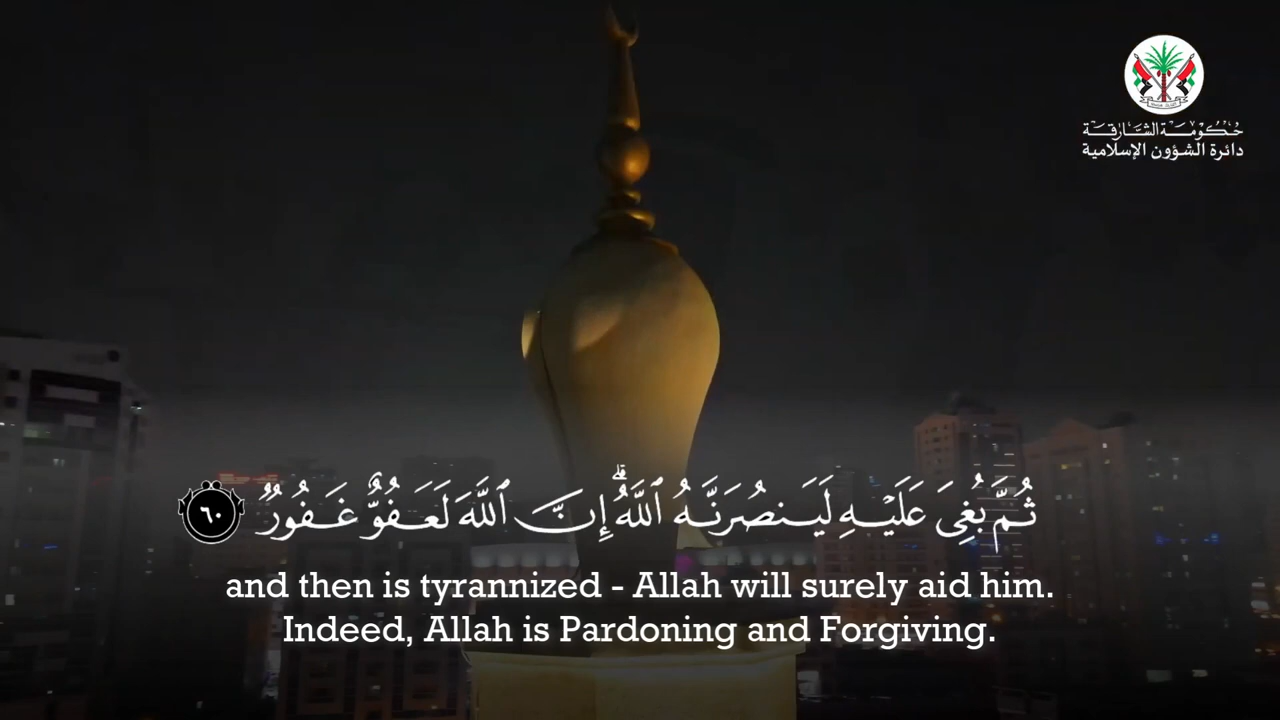 حكومة الشارقة
دائرة الشؤون الإسلامية
ثُمَّ بُغِيَ عَلَيْهِ لَيَنصُرَنَّهُ ٱللَّهُ ۗ إِنَّ ٱللَّهَ لَعَفُوٌّ غَفُورٌ ٦٠
and then is tyrannized - Allah will surely aid him.
Indeed, Allah is Pardoning and Forgiving.